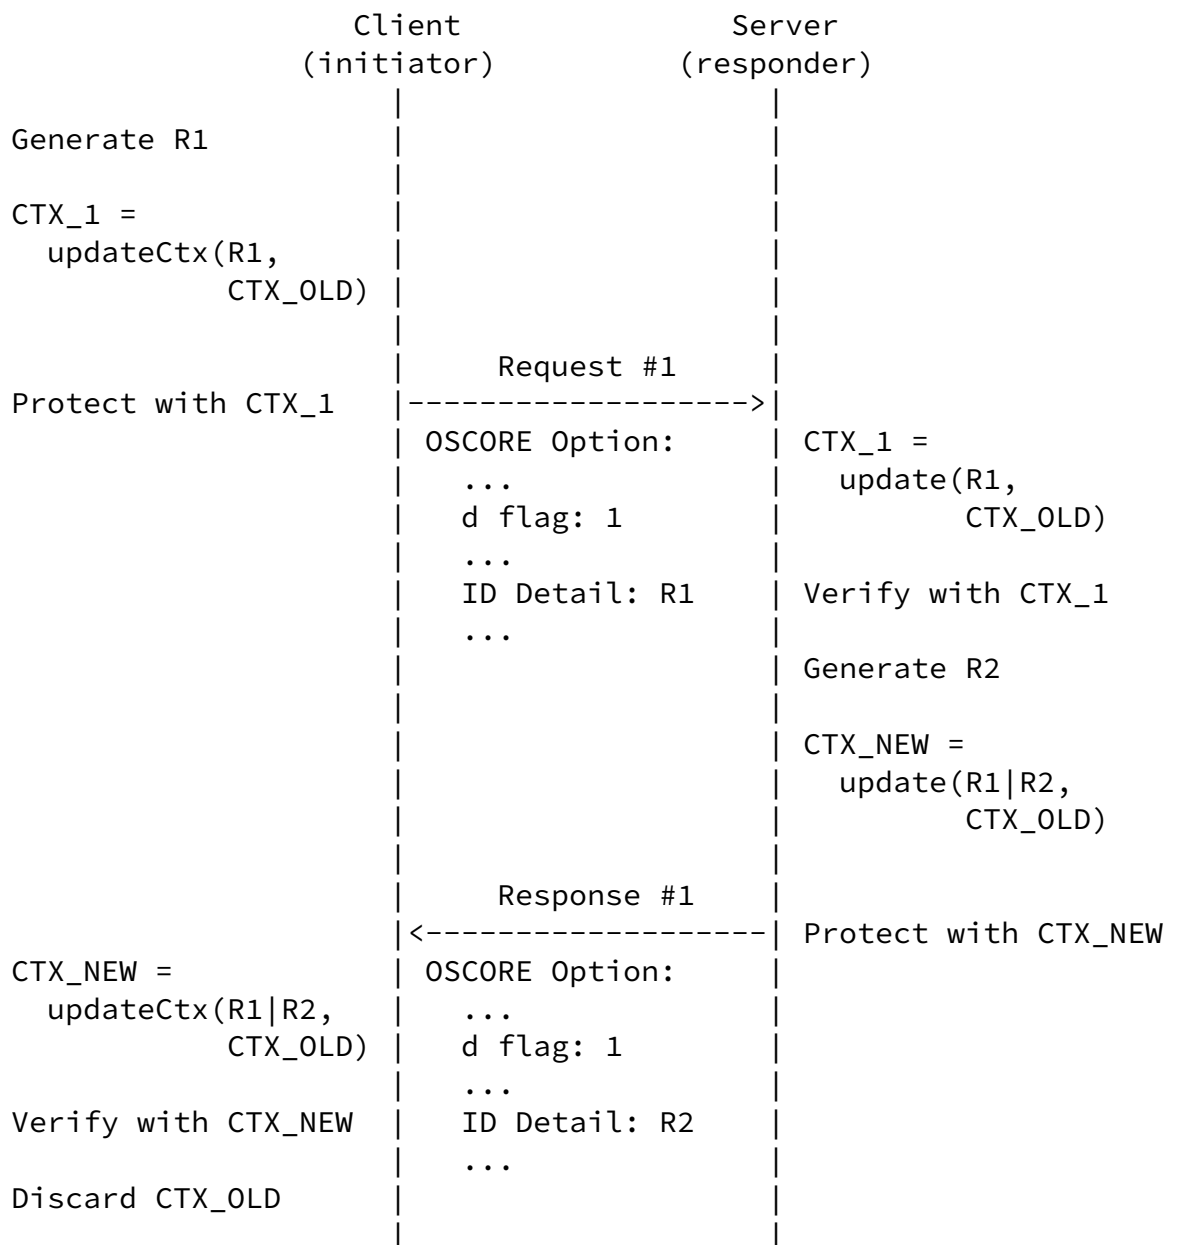 Client               Server
                (initiator)          (responder)
                     |                    |
Generate R1          |                    |
                     |                    |
CTX_1 =              |                    |
  updateCtx(R1,      |                    |
            CTX_OLD) |                    |
                     |                    |
                     |     Request #1     |
Protect with CTX_1   |------------------->|
                     | OSCORE Option:     | CTX_1 =
                     |   ...              |   update(R1,
                     |   d flag: 1        |          CTX_OLD)
                     |   ...              |
                     |   ID Detail: R1    | Verify with CTX_1
                     |   ...              |
                     |                    | Generate R2
                     |                    |
                     |                    | CTX_NEW =
                     |                    |   update(R1|R2,
                     |                    |          CTX_OLD)
                     |                    |
                     |     Response #1    |
                     |<-------------------| Protect with CTX_NEW
CTX_NEW =            | OSCORE Option:     |
  updateCtx(R1|R2,   |   ...              |
            CTX_OLD) |   d flag: 1        |
                     |   ...              |
Verify with CTX_NEW  |   ID Detail: R2    |
                     |   ...              |
Discard CTX_OLD      |                    |
                     |                    |